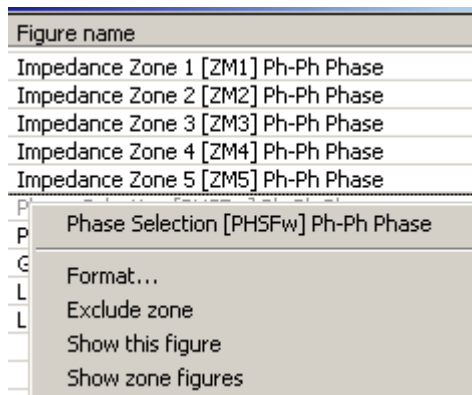 Figure name
Impedance Zone 1 [ZM1] Ph-Ph Phase
Impedance Zone 2 [ZM2] Ph-Ph Phase
Impedance Zone 3 [ZM3] Ph-Ph Phase
Impedance Zone 4 [ZM4] Ph-Ph Phase
Impedance Zone 5 [ZM5] Ph-Ph Phase
P
Phase Selection [PHSFw] Ph-Ph Phase
P
G
Format...
L
Exclude zone
L
Show this figure
Show zone figures